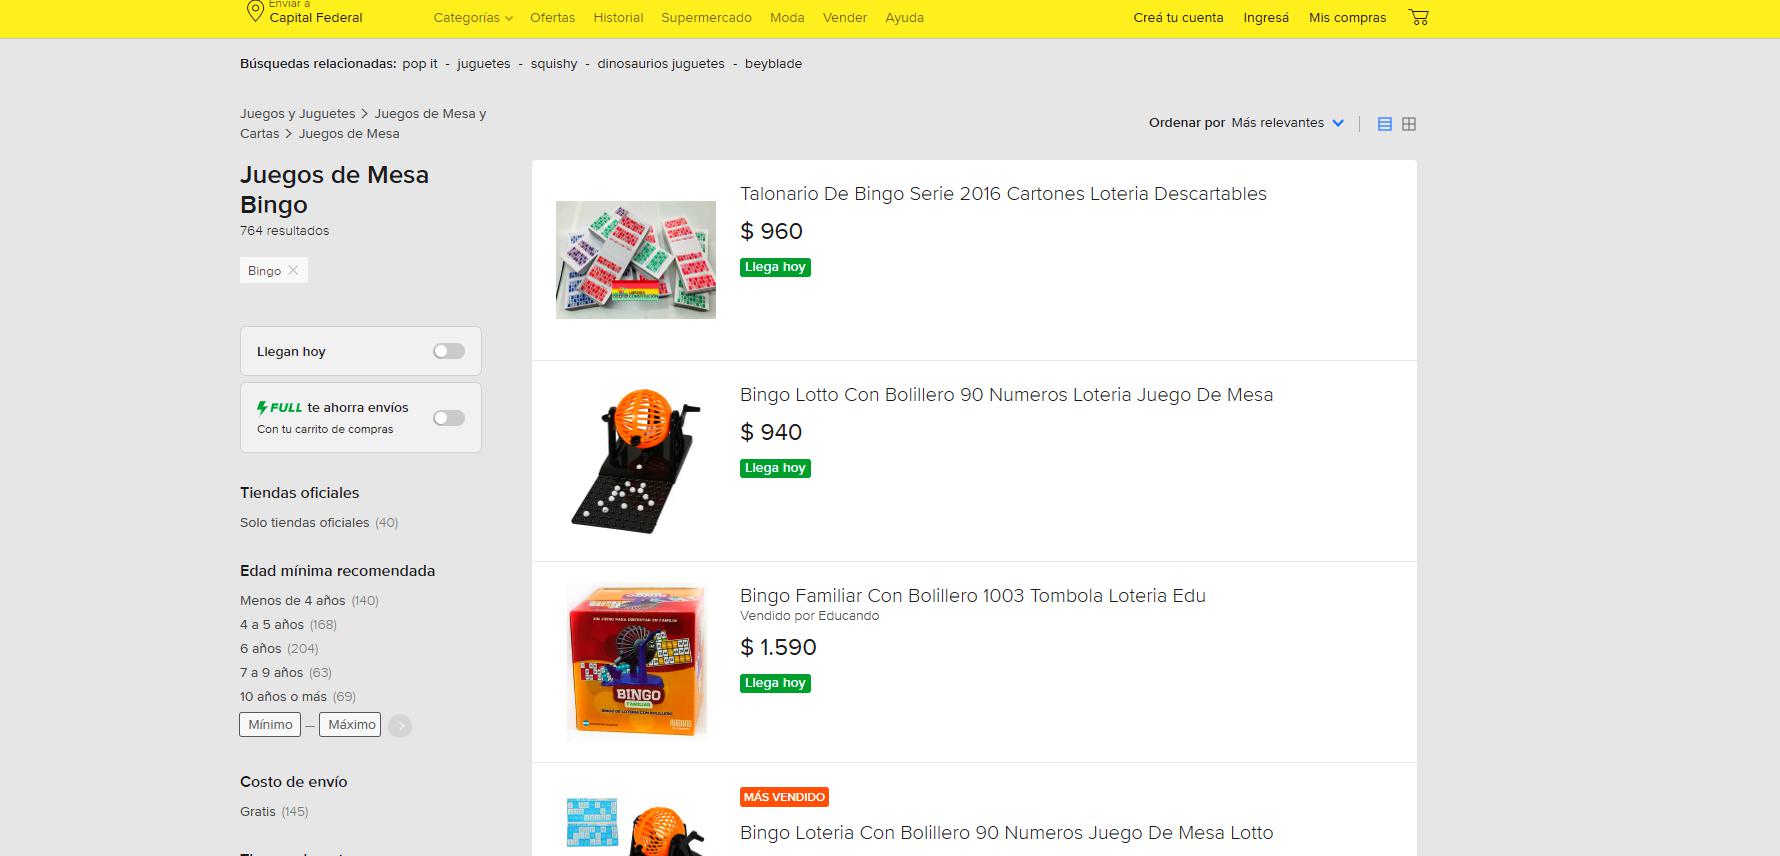 Enviar a
Capital Federal
Categorías Ofertas Historial Supermercado Moda Vender Ayuda Creá tu cuenta Ingresá Mis compras
Búsquedas relacionadas: pop it - juguetes - squishy - dinosaurios juguetes - beyblade
Juegos y Juguetes > Juegos de Mesa y
Cartas > Juegos de Mesa
Ordenar por Más relevantes
Juegos de Mesa
Bingo
764 resultados
Bingo
Llegan hoy
FULL te ahorra envíos
Con tu carrito de compras
Tiendas oficiales
Solo tiendas oficiales (40)
Edad mínima recomendada
Menos de 4 años (140)
4 a 5 años (168)
6 años (204)
7 a 9 años (63)
10 años o más (69)
Mínimo – Máximo
Costo de envío
Gratis (145)
Talonario De Bingo Serie 2016 Cartones Loteria Descartables
$ 960
Llega hoy
Bingo Lotto Con Bolillero 90 Numeros Loteria Juego De Mesa
$ 940
Llega hoy
UN JUEGO PARA DISFRUTAR EN FAMILIA
BINGO
FAMILIAR
BINGO DE LOTERIA CON BOLILLERO
Bingo Familiar Con Bolillero 1003 Tombola Loteria Edu
Vendido por Educando
$ 1.590
Llega hoy
MÁS VENDIDO
Bingo Loteria Con Bolillero 90 Numeros Juego De Mesa Lotto